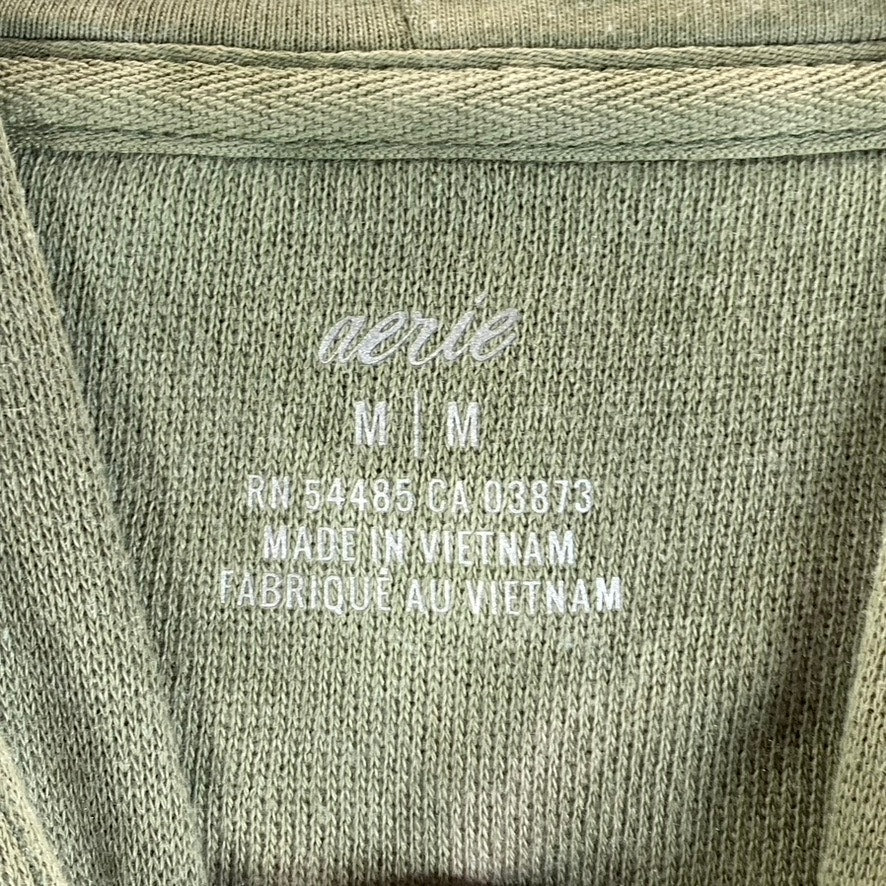 aerie
M | M
RN 54485 CA 03873
MADE IN VIETNAM
FABRIQUÉ AU VIETNAM